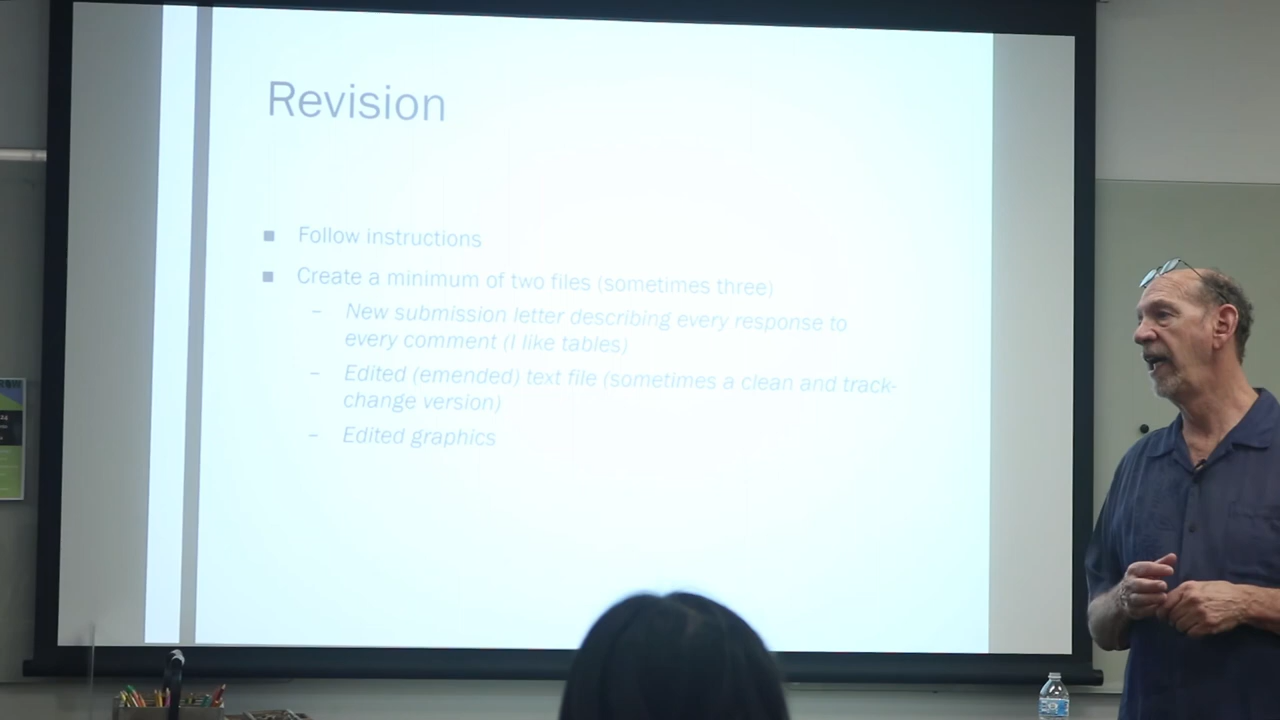 Revision
■ Follow instructions
■ Create a minimum of two files (sometimes three)
– New submission letter describing every response to
every comment (I like tables)
– Edited (emended) text file (sometimes a clean and track-
change version)
– Edited graphics